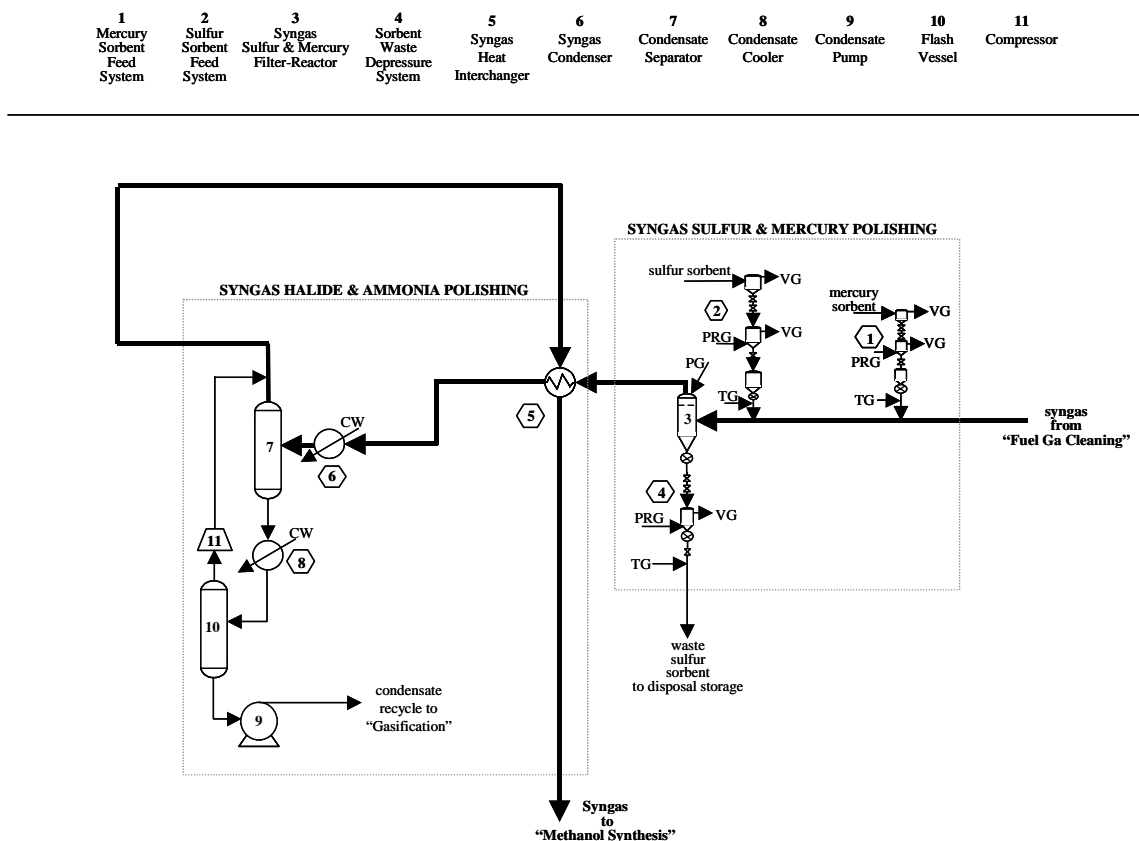 1
Mercury
Sorbent
Feed
System
2
Sulfur
Sorbent
Feed
System
3
Syngas
Sulfur & Mercury
Filter-Reactor
4
Sorbent
Waste
Depressure
System
5
Syngas
Heat
Interchanger
6
Syngas
Condenser
7
Condensate
Separator
8
Condensate
Cooler
9
Condensate
Pump
10
Flash
Vessel
11
Compressor
SYNGAS SULFUR & MERCURY POLISHING
sulfur sorbent
VG
mercury
sorbent
VG
2
1
PRG
VG
VG
PRG
PG
TG
TG
3
syngas
from
“Fuel Ga Cleaning”
4
PRG
VG
TG
waste
sulfur
sorbent
to disposal storage
SYNGAS HALIDE & AMMONIA POLISHING
5
CW
7
6
11
CW
8
10
9
condensate
recycle to
“Gasification”
Syngas
to
“Methanol Synthesis”